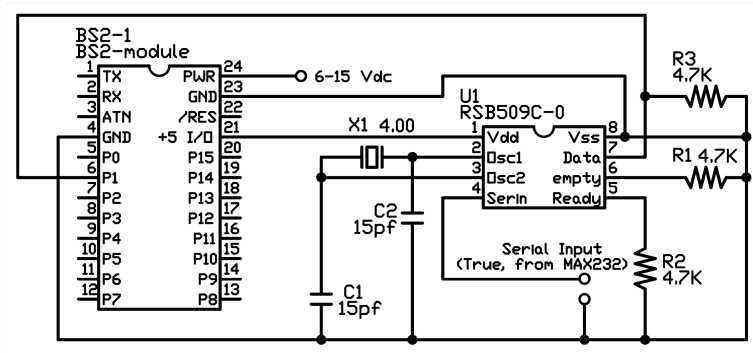 BS2-1
BS2-module
1 TX PWR 24
2 RX GND 23
3 ATN /RES 22
4 GND +5 I/O 21
5 P0 P15 20
6 P1 P14 19
7 P2 P13 18
8 P3 P12 17
9 P4 P11 16
10 P5 P10 15
11 P6 P9 14
12 P7 P8 13
6-15 Vdc
X1 4.00
C2
15pf
C1
15pf
U1
RSB509C-0
1 Vdd Vss 8
2 Osc1 Data 7
3 Osc2 empty 6
4 SerIn Ready 5
Serial Input
(True, from MAX232)
R3
4.7K
R1 4.7K
R2
4.7K